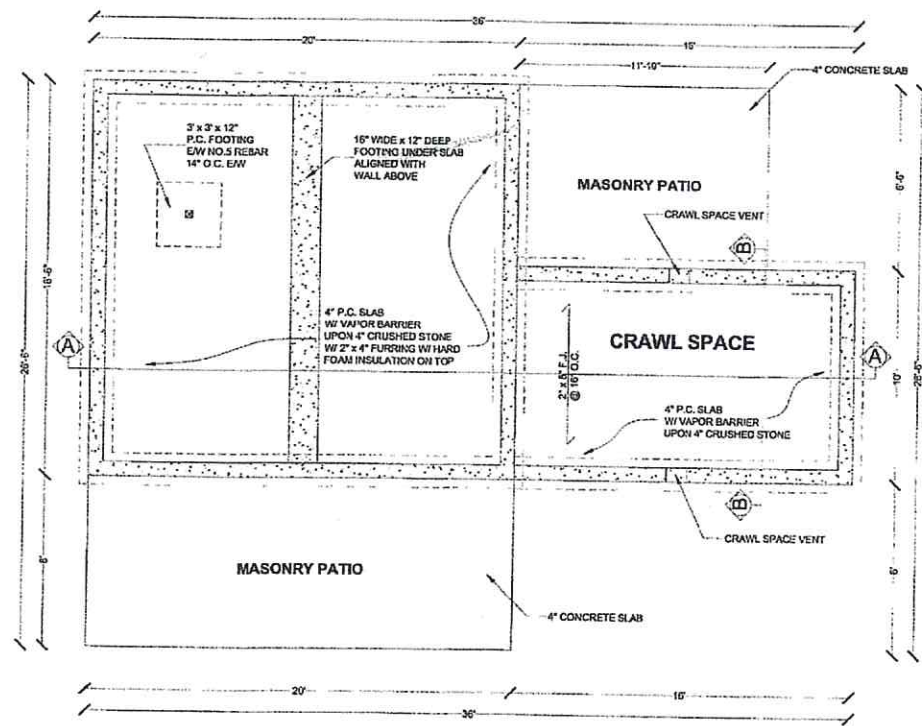 36'
20'
16'
11'-10"
4" CONCRETE SLAB
3' x 3' x 12"
P.C. FOOTING
E/W NO.5 REBAR
14" O.C. E/W
16" WIDE x 12" DEEP
FOOTING UNDER SLAB
ALIGNED WITH
WALL ABOVE
MASONRY PATIO
CRAWL SPACE VENT
B
6'-6"
18'-6"
26'-6"
4" P.C. SLAB
W/ VAPOR BARRIER
UPON 4" CRUSHED STONE
W/ 2" x 4" FURRING W/ HARD
FOAM INSULATION ON TOP
A
CRAWL SPACE
A
@ 16" O.C.
10'
4" P.C. SLAB
W/ VAPOR BARRIER
UPON 4" CRUSHED STONE
B
CRAWL SPACE VENT
8'
MASONRY PATIO
4" CONCRETE SLAB
20'
16'
36'